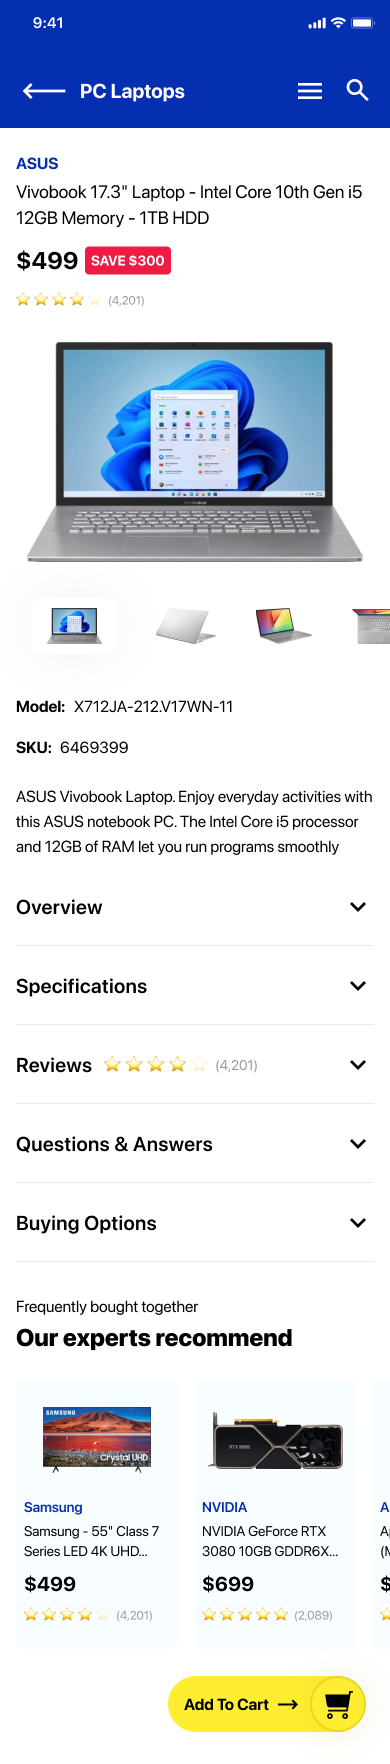 9:41
PC Laptops
ASUS
Vivobook 17.3" Laptop - Intel Core 10th Gen i5
12GB Memory - 1TB HDD
$499 SAVE $300
(4,201)
Model: X712JA-212.V17WN-11
SKU: 6469399
ASUS Vivobook Laptop. Enjoy everyday activities with
this ASUS notebook PC. The Intel Core i5 processor
and 12GB of RAM let you run programs smoothly
Overview
Specifications
Reviews (4,201)
Questions & Answers
Buying Options
Frequently bought together
Our experts recommend
SAMSUNG
Crystal UHD
Samsung
Samsung - 55" Class 7
Series LED 4K UHD...
$499
(4,201)
RTX 3080
NVIDIA
NVIDIA GeForce RTX
3080 10GB GDDR6X...
$699
(2,089)
A
(M
$
Add To Cart